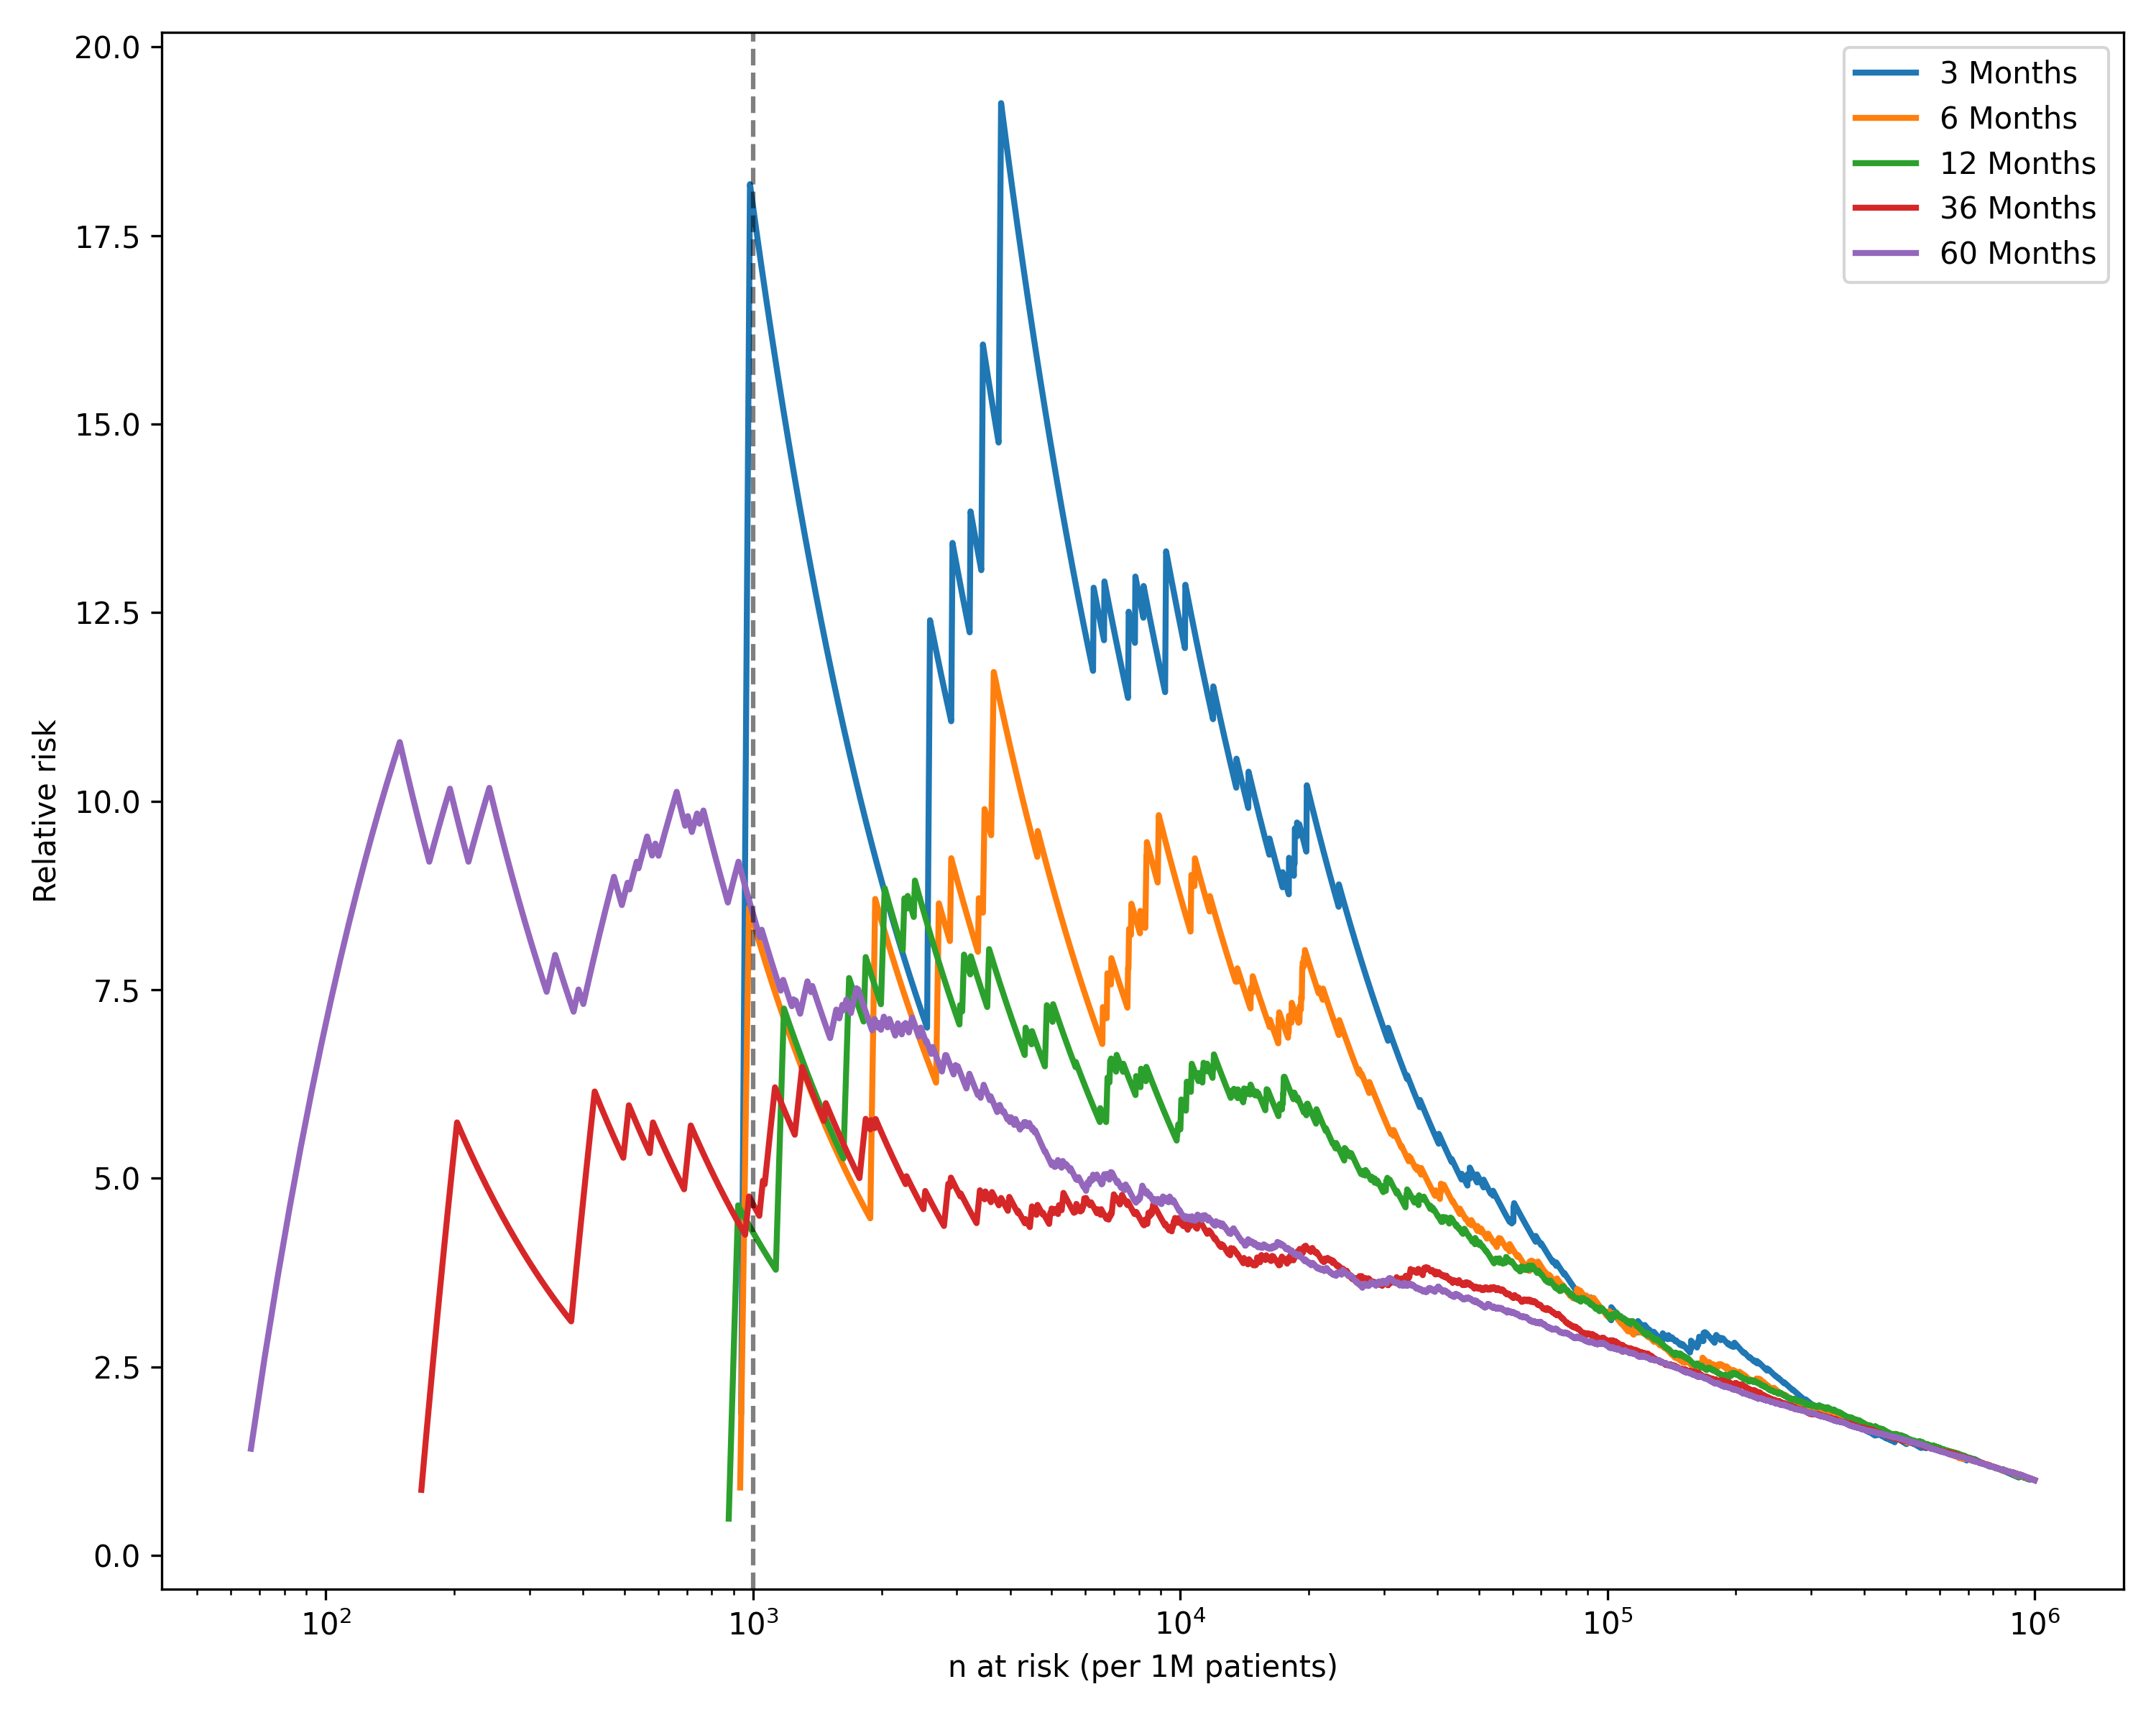 20.0
17.5
15.0
12.5
10.0
7.5
5.0
2.5
0.0
Relative risk
10²
10³
10⁴
10⁵
10⁶
n at risk (per 1M patients)
3 Months
6 Months
12 Months
36 Months
60 Months